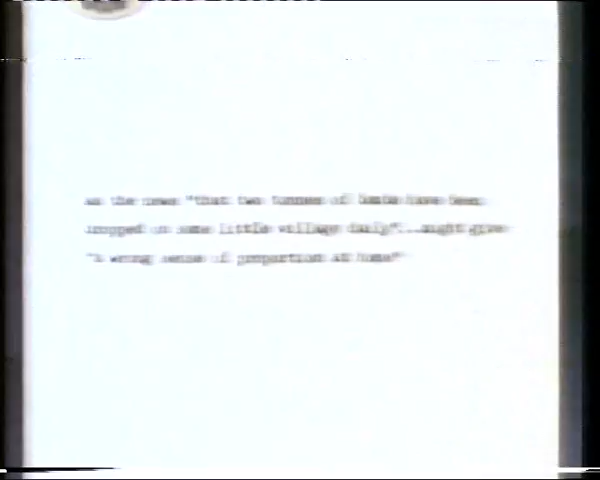 as the news "that two tonnes of bombs have been
dropped on some little village daily"...might give
"a wrong sense of proportion at home"